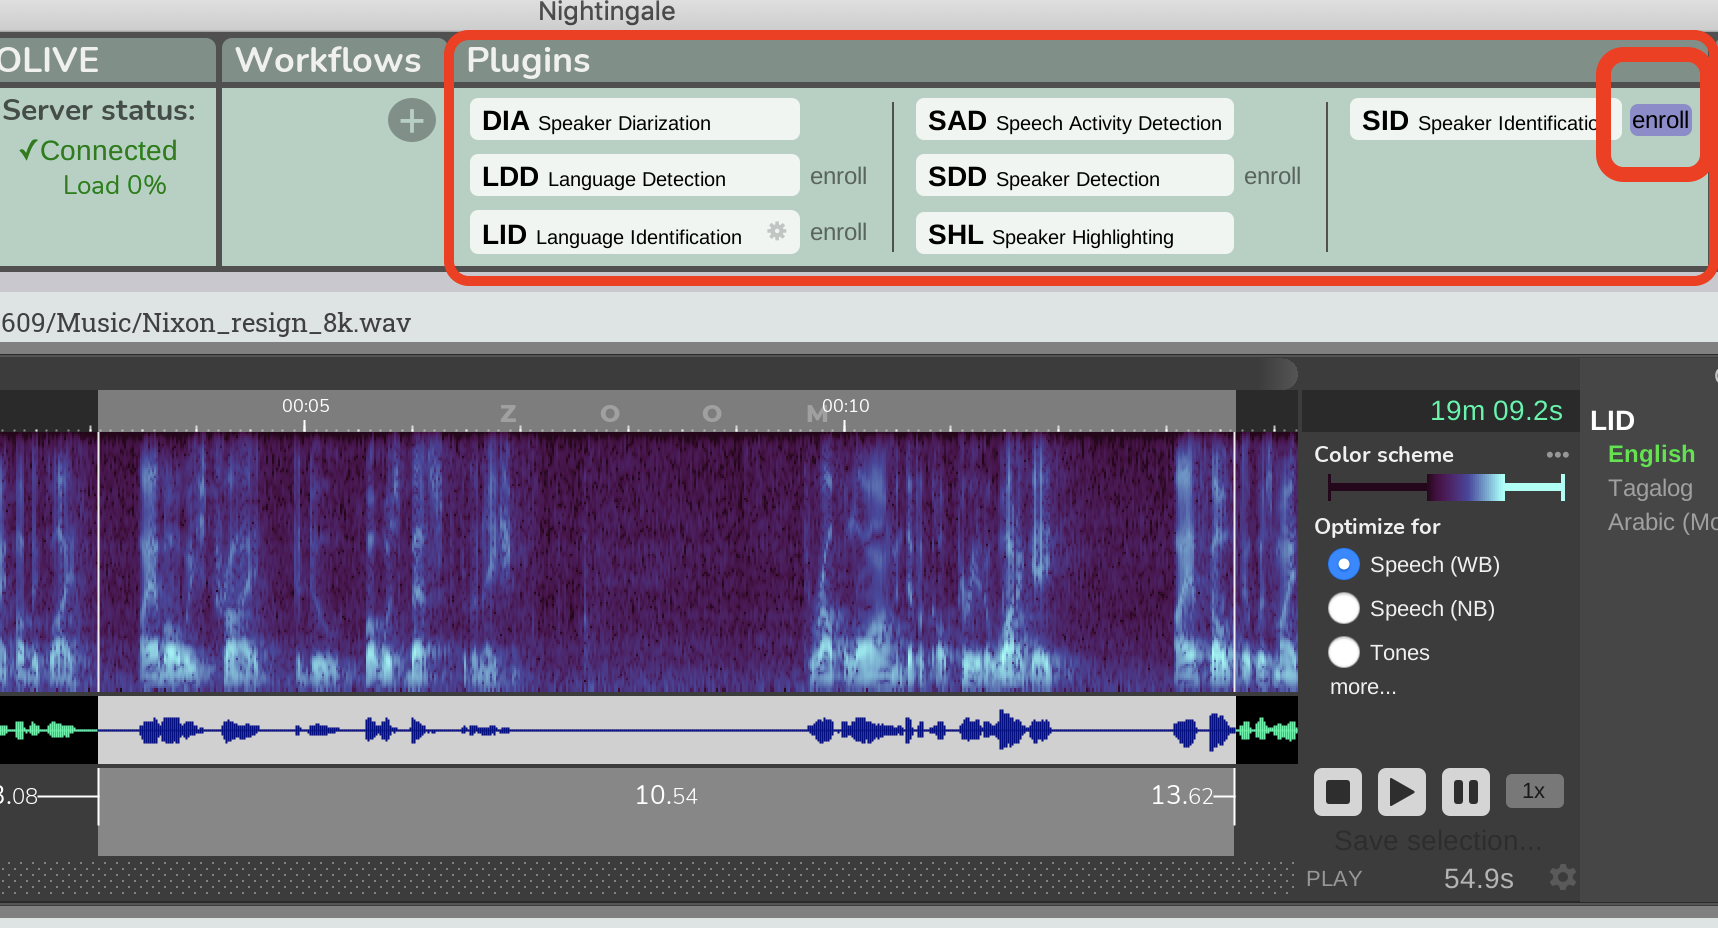 Nightingale
OLIVE
Workflows
Plugins
Server status:
✓Connected
Load 0%
+
DIA Speaker Diarization
LDD Language Detection enroll
LID Language Identification enroll
SAD Speech Activity Detection
SDD Speaker Detection enroll
SHL Speaker Highlighting
SID Speaker Identificatio enroll
609/Music/Nixon_resign_8k.wav
00:05 Z O O M 00:10
19m 09.2s
Color scheme
Optimize for
Speech (WB)
Speech (NB)
Tones
more...
LID
English
Tagalog
Arabic (Mo
.08 10.54 13.62
1x
Save selection...
PLAY 54.9s